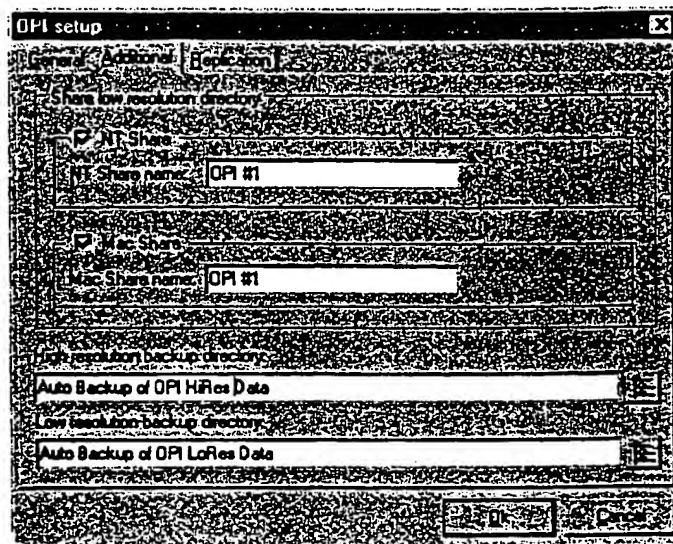 OPI setup
General Additional Replication
Share low resolution directory:
NT Share
NT Share name: OPI #1
Mac Share
Mac Share name: OPI #1
High resolution backup directory:
Auto Backup of OPI HiRes Data
Low resolution backup directory:
Auto Backup of OPI LoRes Data
Cancel